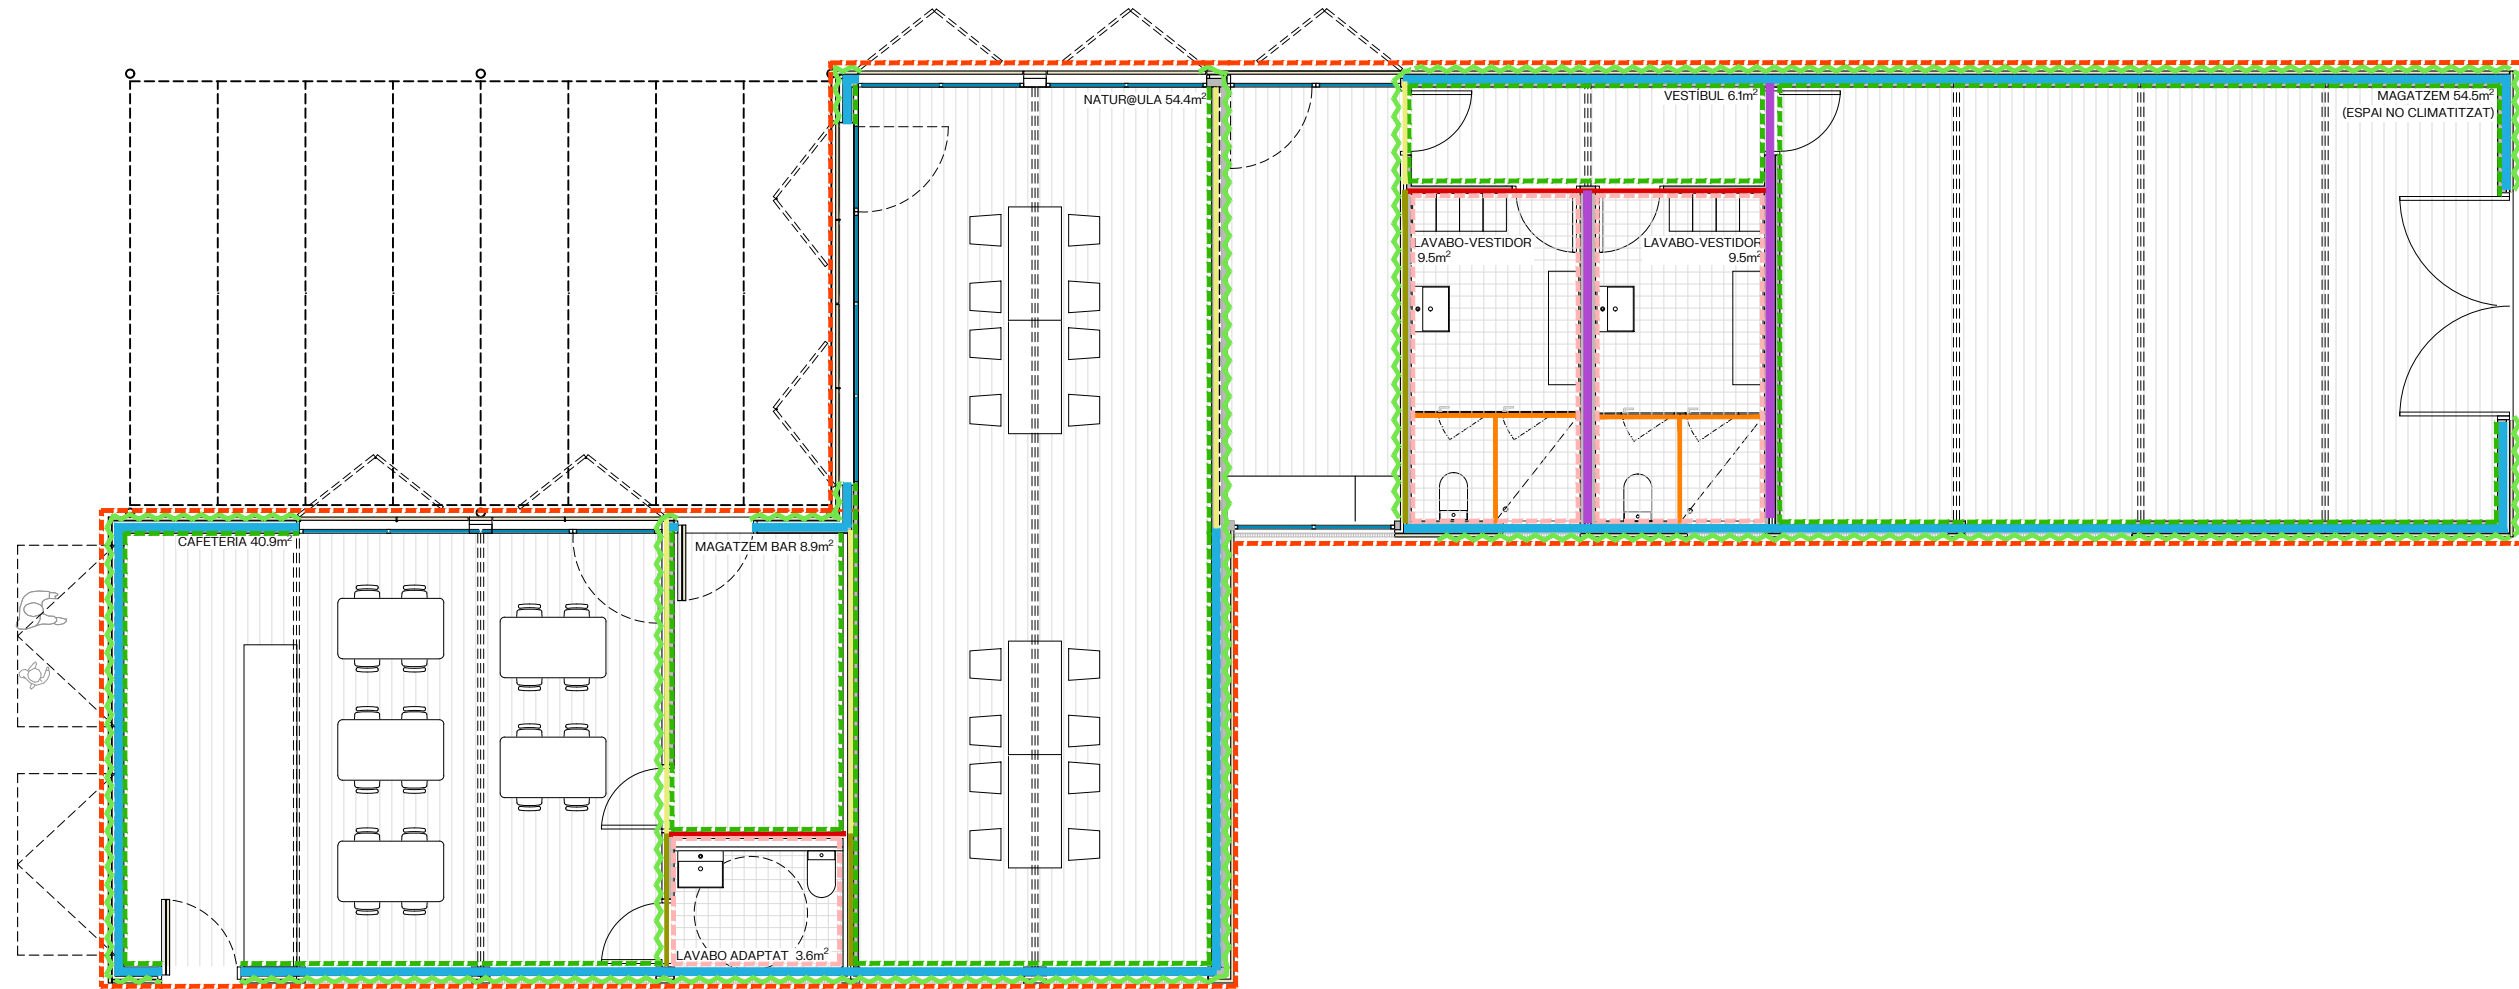 NATUR@ULA 54.4m²
VESTÍBUL 6.1m²
MAGATZEM 54.5m²
(ESPAI NO CLIMATITZAT)
LAVABO-VESTIDOR
9.5m²
LAVABO-VESTIDOR
9.5m²
CAFETERIA 40.9m²
MAGATZEM BAR 8.9m²
LAVABO ADAPTAT 3.6m²